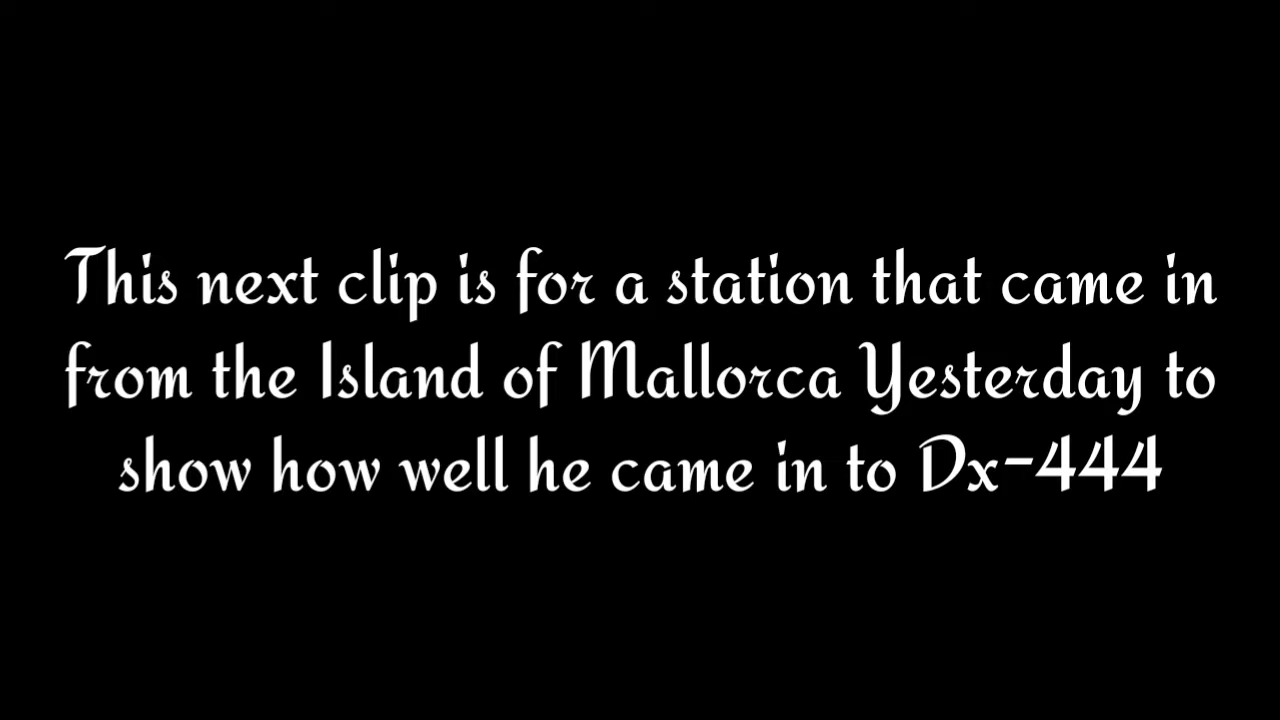 This next clip is for a station that came in
from the Island of Mallorca Yesterday to
show how well he came in to Dx-444